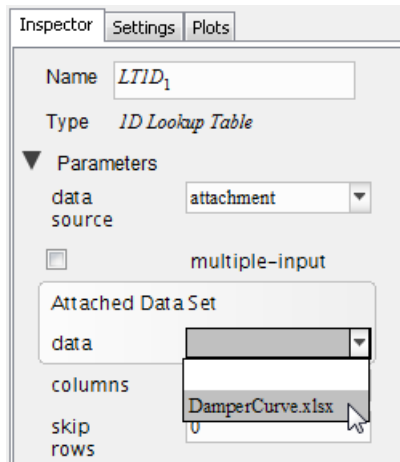 Inspector Settings Plots
Name LT1D1
Type 1D Lookup Table
Parameters
data source attachment
multiple-input
Attached Data Set
data
columns
DamperCurve.xlsx
skip rows 0